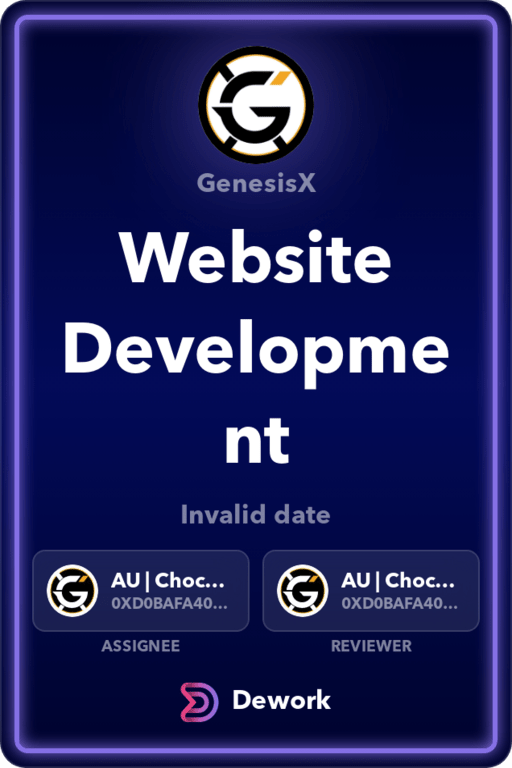 GenesisX
Website
Developme
nt
Invalid date
AU | Choc...
0XD0BAFA40...
AU | Choc...
0XD0BAFA40...
ASSIGNEE
REVIEWER
Dework